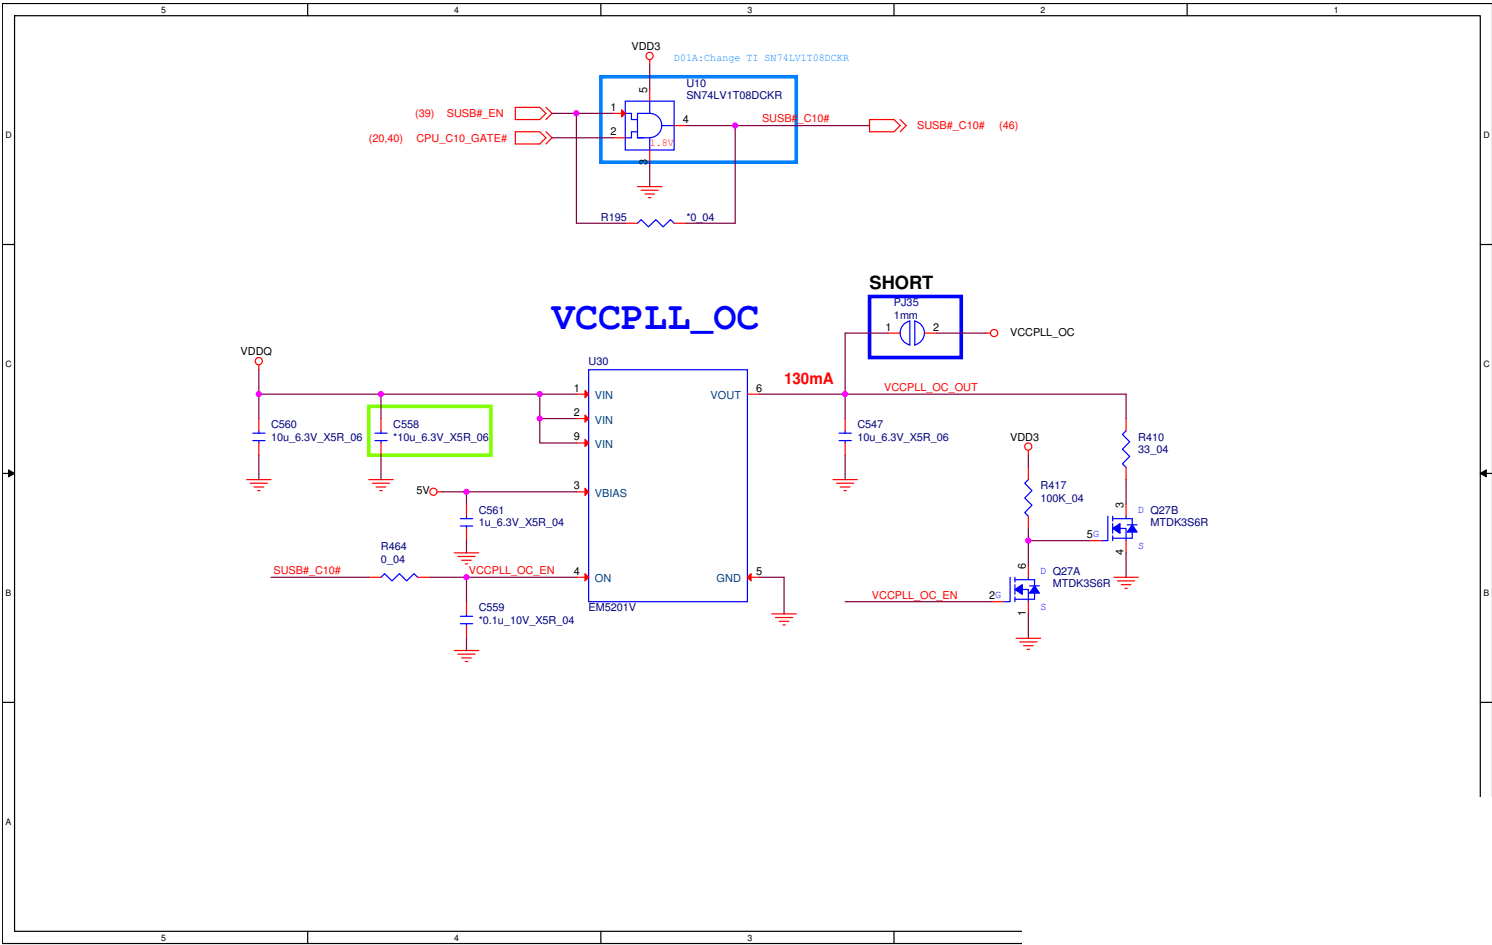 5 4 3 2 1
VDD3
D01A:Change TI SN74LV1T08DCKR
U10
SN74LV1T08DCKR
5
(39) SUSB#_EN
1
4
SUSB#_C10#
SUSB#_C10# (46)
D
D
(20,40) CPU_C10_GATE#
2
1.8V
3
R195
*0_04
SHORT
PJ35
1mm
1
2
VCCPLL_OC
VCCPLL_OC
VDDQ
U30
C
C
1
VIN
VOUT
6
130mA
VCCPLL_OC_OUT
2
VIN
C560
10u_6.3V_X5R_06
C558
*10u_6.3V_X5R_06
9
VIN
C547
10u_6.3V_X5R_06
VDD3
R410
33_04
5V
3
VBIAS
R417
100K_04
C561
1u_6.3V_X5R_04
3
D
Q27B
MTDK3S6R
5
G
S
4
R464
0_04
SUSB#_C10#
VCCPLL_OC_EN
4
ON
GND
5
6
D
Q27A
MTDK3S6R
B
B
VCCPLL_OC_EN
2
G
S
1
EM5201V
C559
*0.1u_10V_X5R_04
A
5 4 3